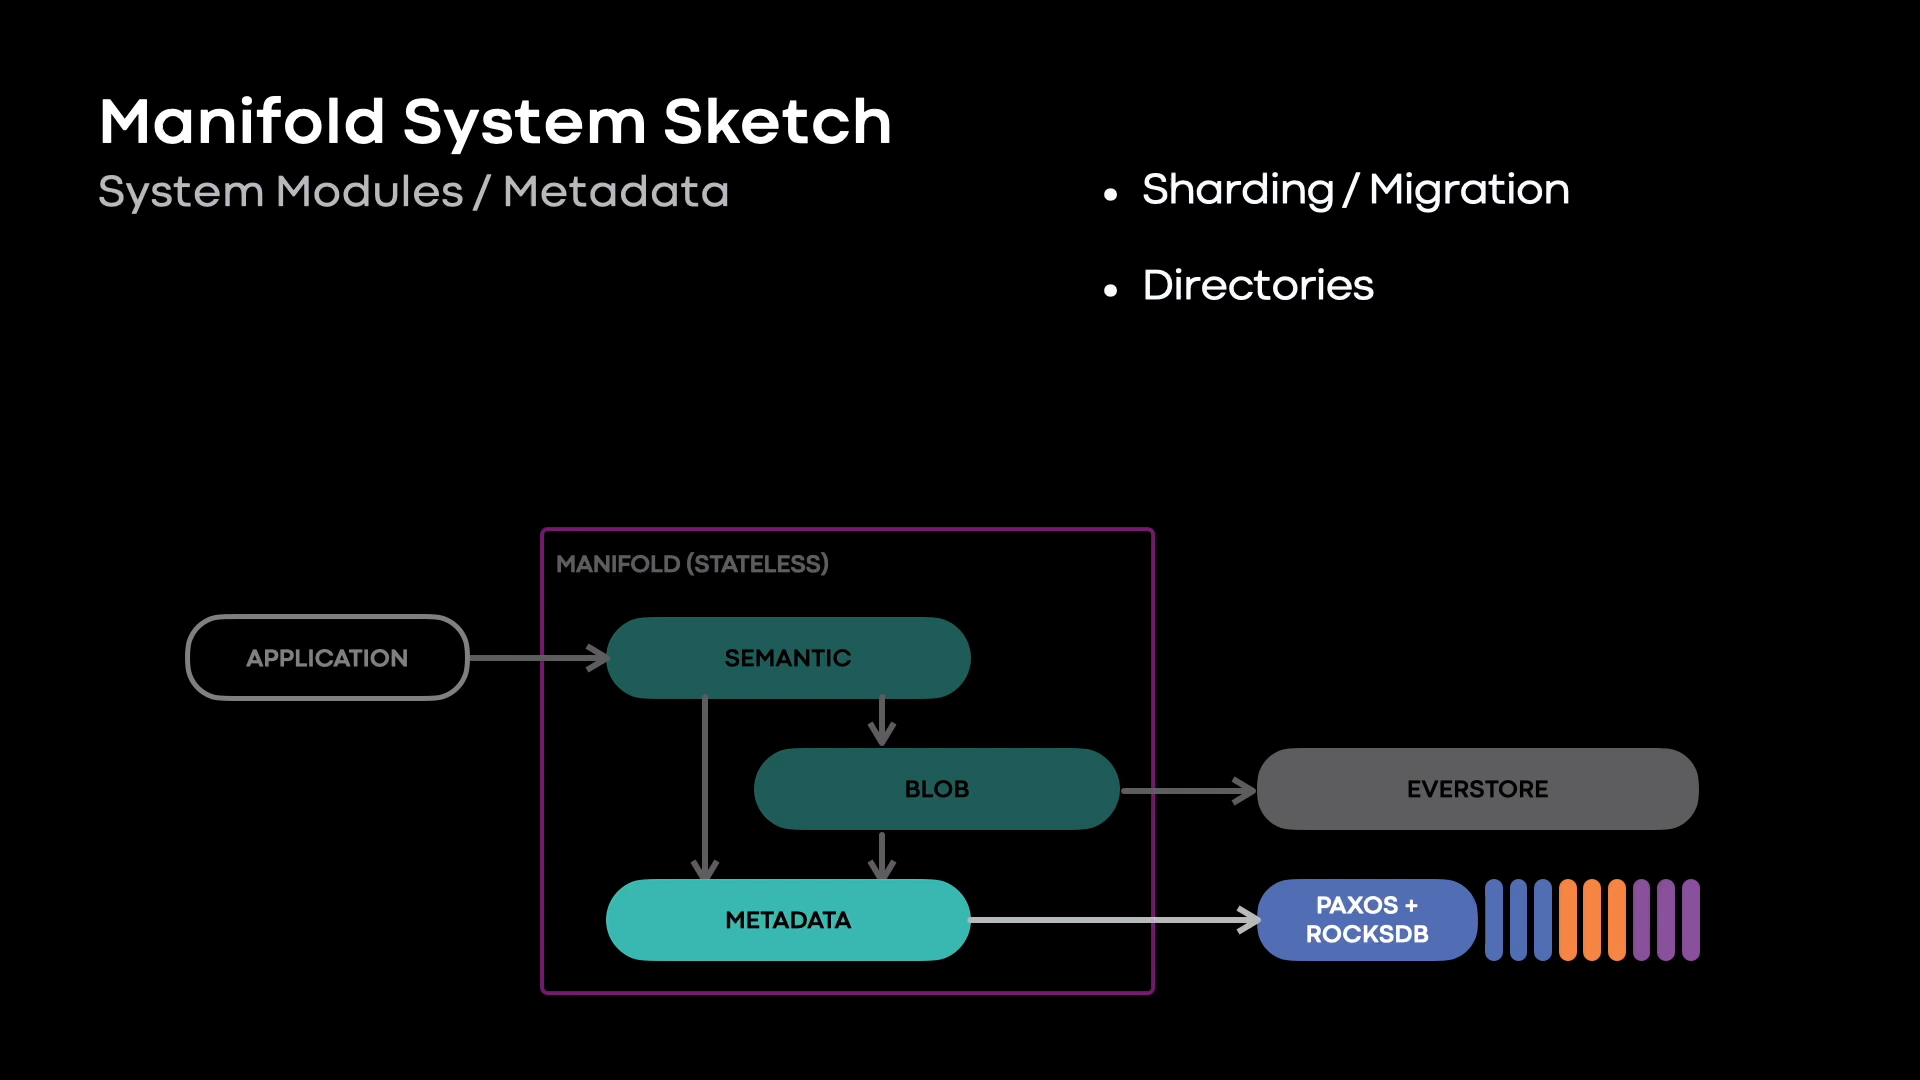 Manifold System Sketch
System Modules / Metadata
• Sharding / Migration
• Directories
MANIFOLD (STATELESS)
APPLICATION
SEMANTIC
BLOB
EVERSTORE
METADATA
PAXOS +
ROCKSDB